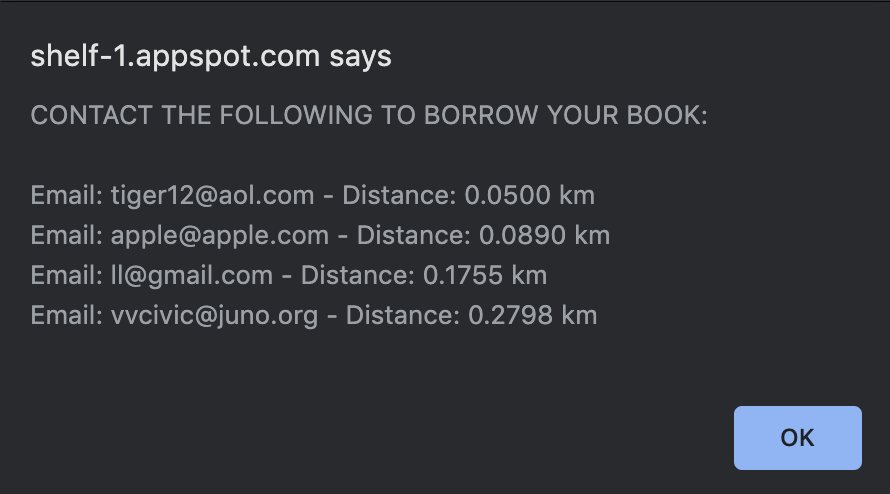 shelf-1.appspot.com says
CONTACT THE FOLLOWING TO BORROW YOUR BOOK:
Email: tiger12@aol.com - Distance: 0.0500 km
Email: apple@apple.com - Distance: 0.0890 km
Email: ll@gmail.com - Distance: 0.1755 km
Email: vvcivic@juno.org - Distance: 0.2798 km
OK